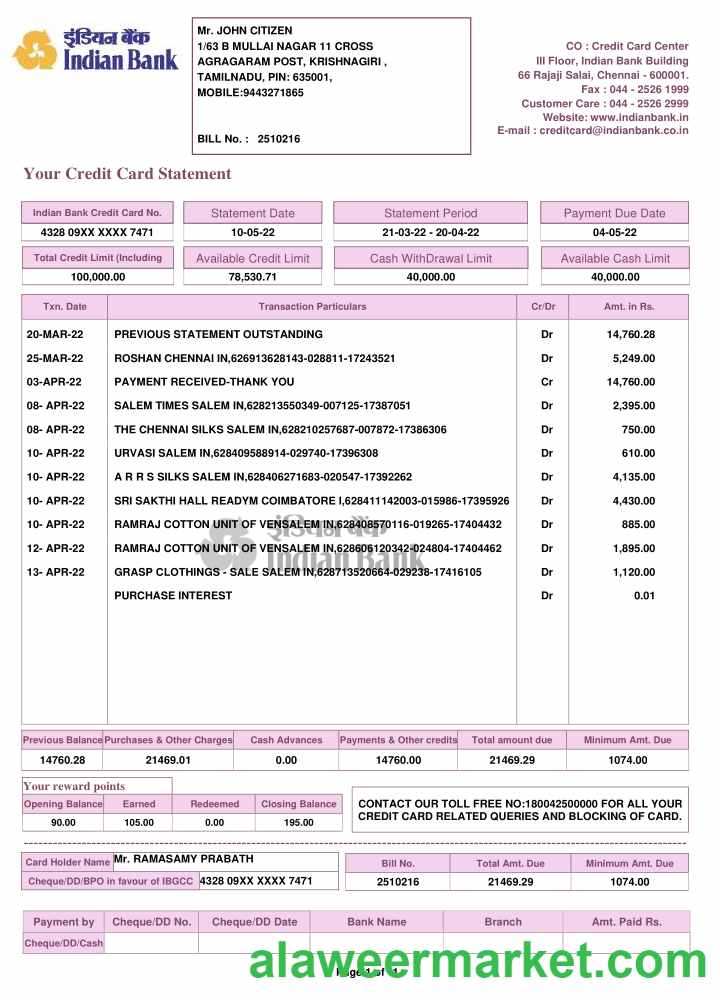 इंडियन बैंक
Indian Bank
Mr. JOHN CITIZEN
1/63 B MULLAI NAGAR 11 CROSS
AGRAGARAM POST, KRISHNAGIRI ,
TAMILNADU, PIN: 635001,
MOBILE:9443271865
BILL No. : 2510216
CO : Credit Card Center
III Floor, Indian Bank Building
66 Rajaji Salai, Chennai - 600001.
Fax : 044 - 2526 1999
Customer Care : 044 - 2526 2999
Website: www.indianbank.in
E-mail : creditcard@indianbank.co.in
Your Credit Card Statement
Indian Bank Credit Card No. Statement Date Statement Period Payment Due Date
4328 09XX XXXX 7471 10-05-22 21-03-22 - 20-04-22 04-05-22
Total Credit Limit (Including Available Credit Limit Cash WithDrawal Limit Available Cash Limit
100,000.00 78,530.71 40,000.00 40,000.00
Txn. Date Transaction Particulars Cr/Dr Amt. in Rs.
20-MAR-22 PREVIOUS STATEMENT OUTSTANDING Dr 14,760.28
25-MAR-22 ROSHAN CHENNAI IN,626913628143-028811-17243521 Dr 5,249.00
03-APR-22 PAYMENT RECEIVED-THANK YOU Cr 14,760.00
08- APR-22 SALEM TIMES SALEM IN,628213550349-007125-17387051 Dr 2,395.00
08- APR-22 THE CHENNAI SILKS SALEM IN,628210257687-007872-17386306 Dr 750.00
10- APR-22 URVASI SALEM IN,628409588914-029740-17396308 Dr 610.00
10- APR-22 A R R S SILKS SALEM IN,628406271683-020547-17392262 Dr 4,135.00
10- APR-22 SRI SAKTHI HALL READYM COIMBATORE I,628411142003-015986-17395926 Dr 4,430.00
10- APR-22 RAMRAJ COTTON UNIT OF VENSALEM IN,628408570116-019265-17404432 Dr 885.00
इंडियन बैंक
12- APR-22 RAMRAJ COTTON UNIT OF VENSALEM IN,628606120342-024804-17404462 Dr 1,895.00
Indian Bank
13- APR-22 GRASP CLOTHINGS - SALE SALEM IN,628713520664-029238-17416105 Dr 1,120.00
PURCHASE INTEREST Dr 0.01
Previous Balance Purchases & Other Charges Cash Advances Payments & Other credits Total amount due Minimum Amt. Due
14760.28 21469.01 0.00 14760.00 21469.29 1074.00
Your reward points
Opening Balance Earned Redeemed Closing Balance
90.00 105.00 0.00 195.00
CONTACT OUR TOLL FREE NO:180042500000 FOR ALL YOUR
CREDIT CARD RELATED QUERIES AND BLOCKING OF CARD.
Card Holder Name Mr. RAMASAMY PRABATH Bill No. Total Amt. Due Minimum Amt. Due
Cheque/DD/BPO in favour of IBGCC 4328 09XX XXXX 7471 2510216 21469.29 1074.00
Payment by Cheque/DD No. Cheque/DD Date Bank Name Branch Amt. Paid Rs.
Cheque/DD/Cash
alaweermarket.com